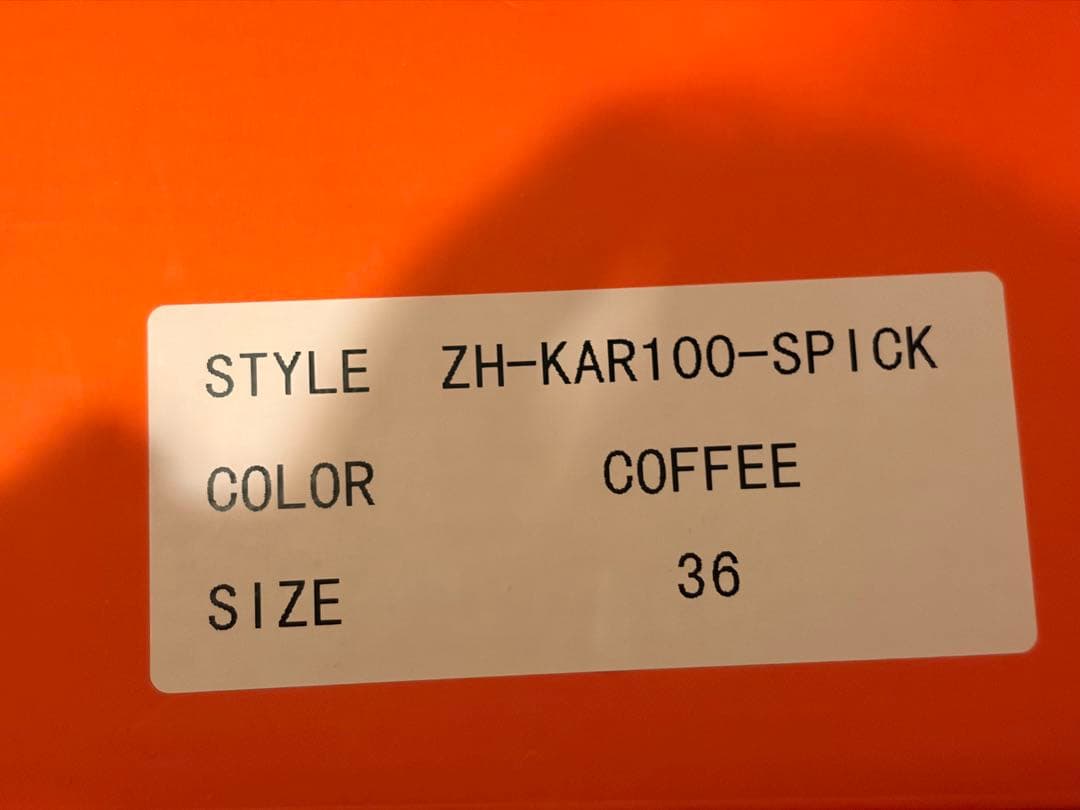 STYLE ZH-KAR100-SPICK
COLOR COFFEE
SIZE 36